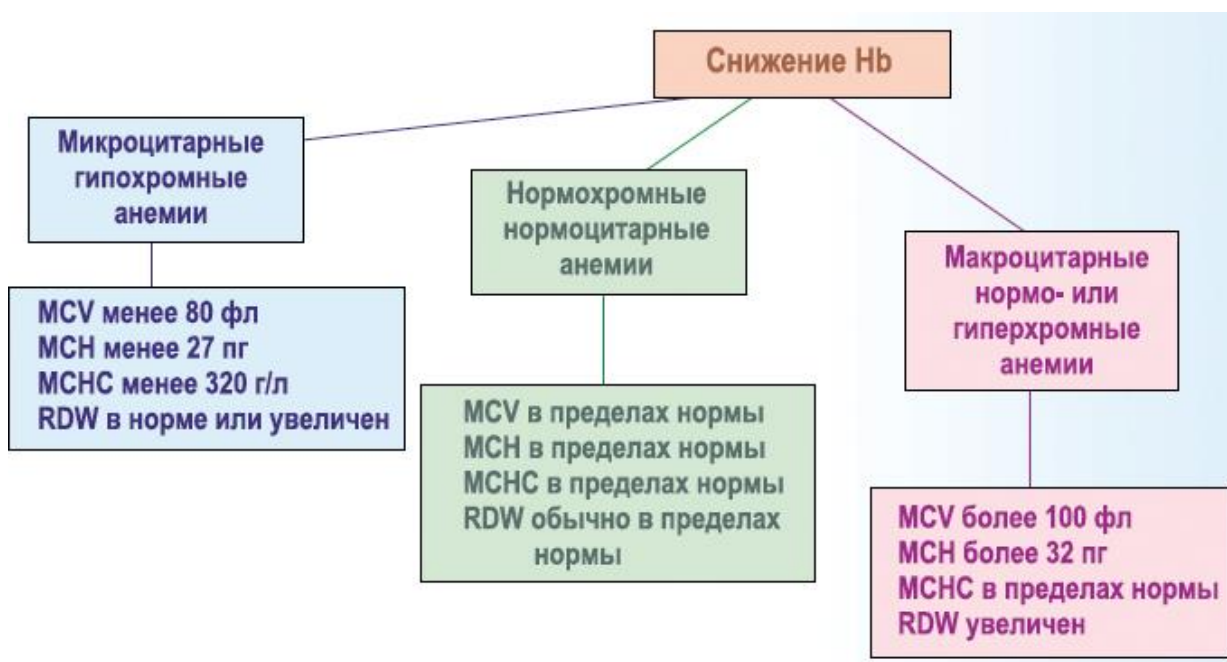 Снижение Hb
Микроцитарные
гипохромные
анемии
MCV менее 80 фл
MCH менее 27 пг
MCHC менее 320 г/л
RDW в норме или увеличен
Нормохромные
нормоцитарные
анемии
MCV в пределах нормы
MCH в пределах нормы
MCHC в пределах нормы
RDW обычно в пределах
нормы
Макроцитарные
нормо- или
гиперхромные
анемии
MCV более 100 фл
MCH более 32 пг
MCHC в пределах нормы
RDW увеличен